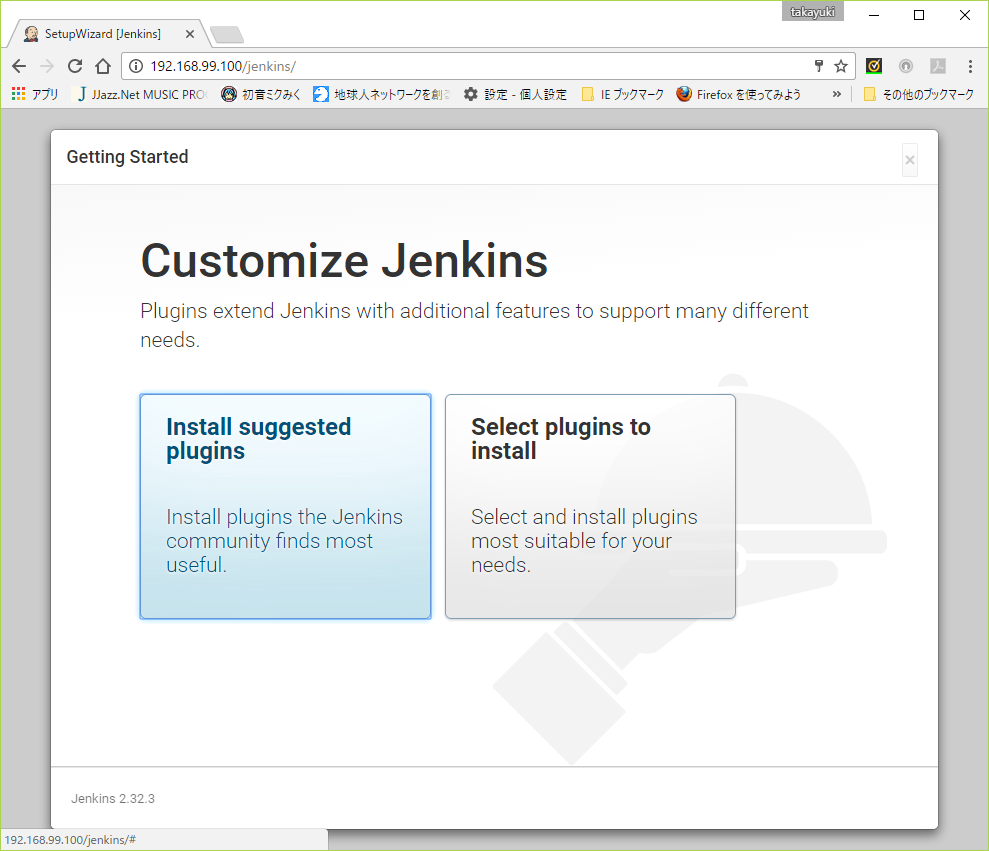 takayuki
SetupWizard [Jenkins]
192.168.99.100/jenkins/
アプリ JJazz.Net MUSIC PRO 初音ミクみく 地球人ネットワークを創 設定 - 個人設定 IE ブックマーク Firefox を使ってみよう » その他のブックマーク
Getting Started
Customize Jenkins
Plugins extend Jenkins with additional features to support many different
needs.
Install suggested
plugins
Install plugins the Jenkins
community finds most
useful.
Select plugins to
install
Select and install plugins
most suitable for your
needs.
Jenkins 2.32.3
192.168.99.100/jenkins/#